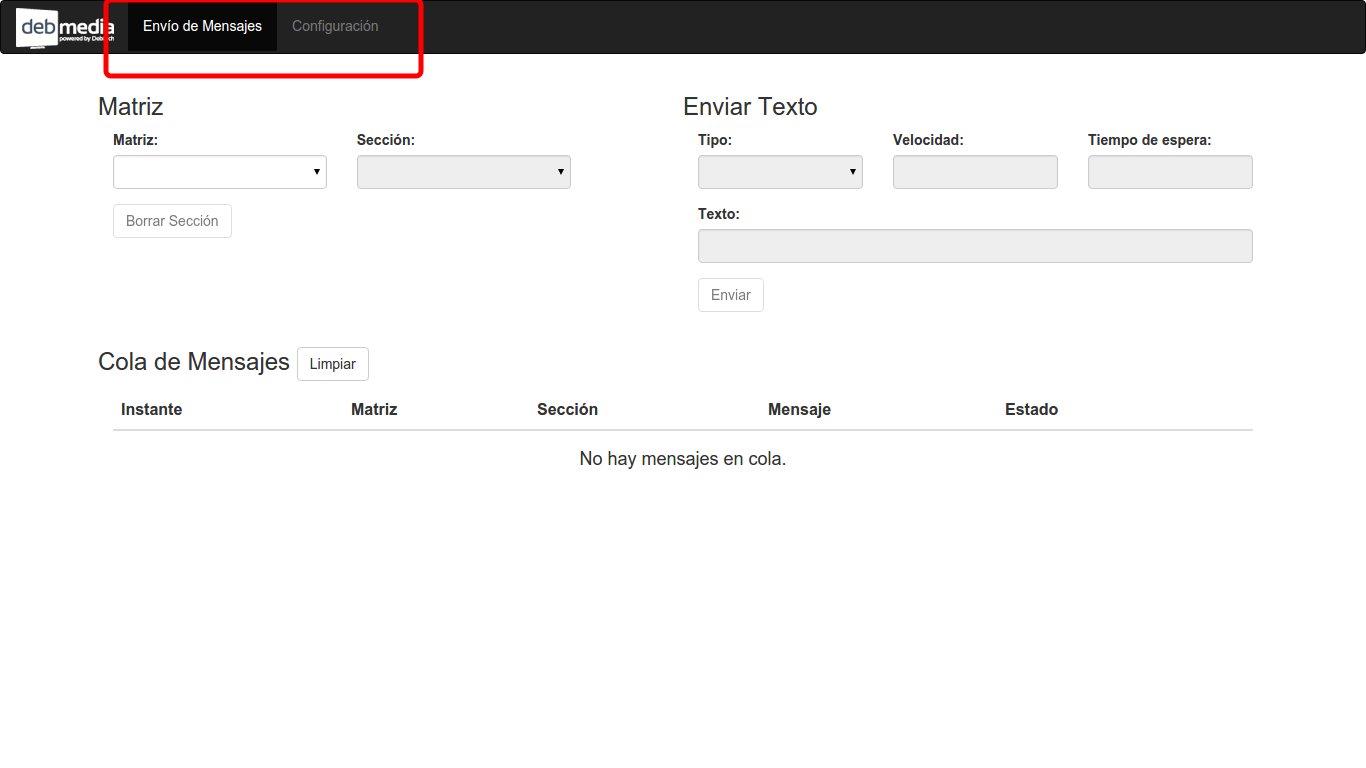 debmedia
Envío de Mensajes Configuración
powered by Debtech
Matriz
Enviar Texto
Matriz: Sección:
Tipo: Velocidad: Tiempo de espera:
Borrar Sección
Texto:
Enviar
Cola de Mensajes Limpiar
Instante Matriz Sección Mensaje Estado
No hay mensajes en cola.